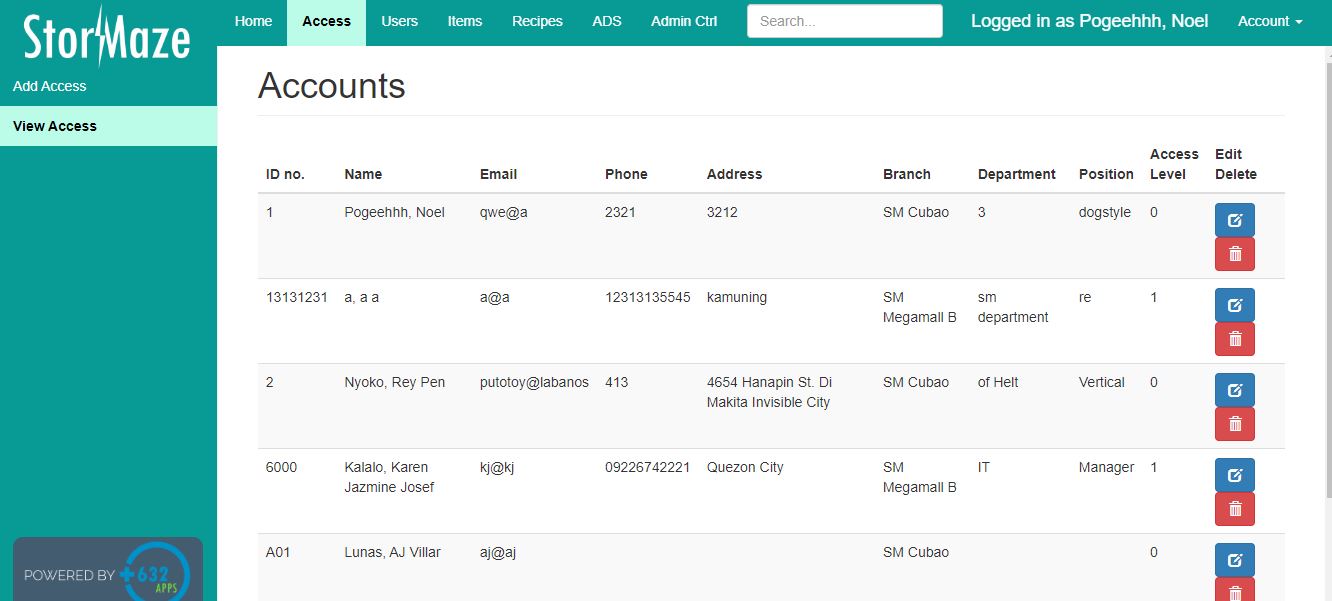 StorMaze
Home Access Users Items Recipes ADS Admin Ctrl Search... Logged in as Pogeehhh, Noel Account
Add Access
View Access
Accounts
ID no. Name Email Phone Address Branch Department Position Access Level Edit Delete
1 Pogeehhh, Noel qwe@a 2321 3212 SM Cubao 3 dogstyle 0
13131231 a, a a a@a 12313135545 kamuning SM Megamall B sm department re 1
2 Nyoko, Rey Pen putotoy@labanos 413 4654 Hanapin St. Di Makita Invisible City SM Cubao of Helt Vertical 0
6000 Kalalo, Karen Jazmine Josef kj@kj 09226742221 Quezon City SM Megamall B IT Manager 1
A01 Lunas, AJ Villar aj@aj SM Cubao 0
POWERED BY +632
APPS